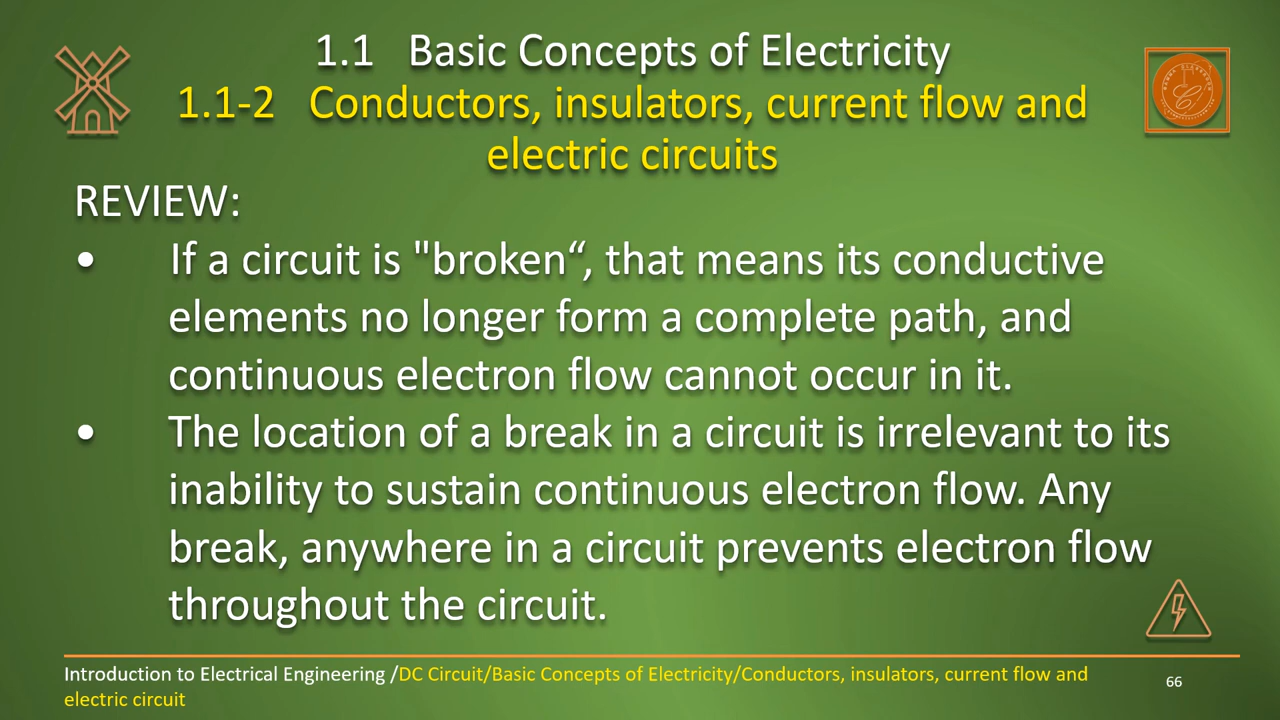 1.1 Basic Concepts of Electricity
1.1-2 Conductors, insulators, current flow and
electric circuits
REVIEW:
• If a circuit is "broken“, that means its conductive
elements no longer form a complete path, and
continuous electron flow cannot occur in it.
• The location of a break in a circuit is irrelevant to its
inability to sustain continuous electron flow. Any
break, anywhere in a circuit prevents electron flow
throughout the circuit.
Introduction to Electrical Engineering /DC Circuit/Basic Concepts of Electricity/Conductors, insulators, current flow and
electric circuit
66